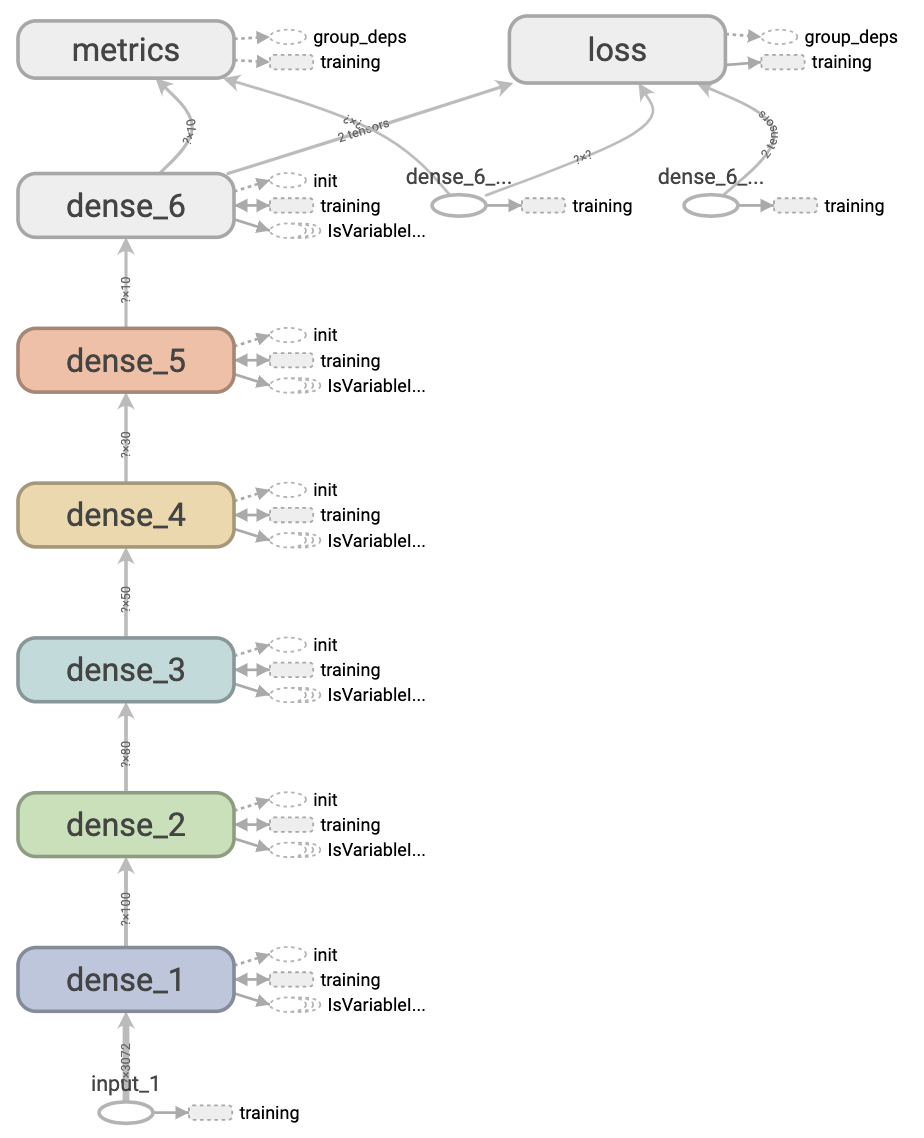 metrics
group_deps
training
loss
group_deps
training
?×10
?×?
2 tensors
?×?
2 tensors
dense_6
init
training
IsVariableI...
dense_6_...
training
dense_6_...
training
?×10
dense_5
init
training
IsVariableI...
?×30
dense_4
init
training
IsVariableI...
?×50
dense_3
init
training
IsVariableI...
?×80
dense_2
init
training
IsVariableI...
?×100
dense_1
init
training
IsVariableI...
×3072
input_1
training